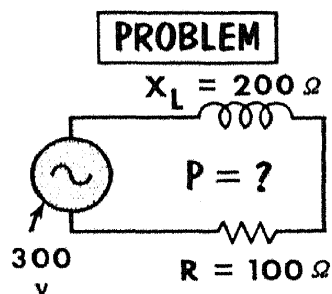 PROBLEM
X_L = 200 Ω
P = ?
300
V
R = 100 Ω